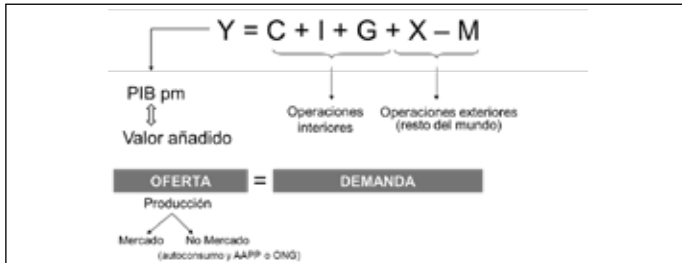 Y = C + I + G + X – M
PIB pm
Valor añadido
Operaciones interiores
Operaciones exteriores
(resto del mundo)
OFERTA = DEMANDA
Producción
Mercado No Mercado
(autoconsumo y AAPP o ONG)